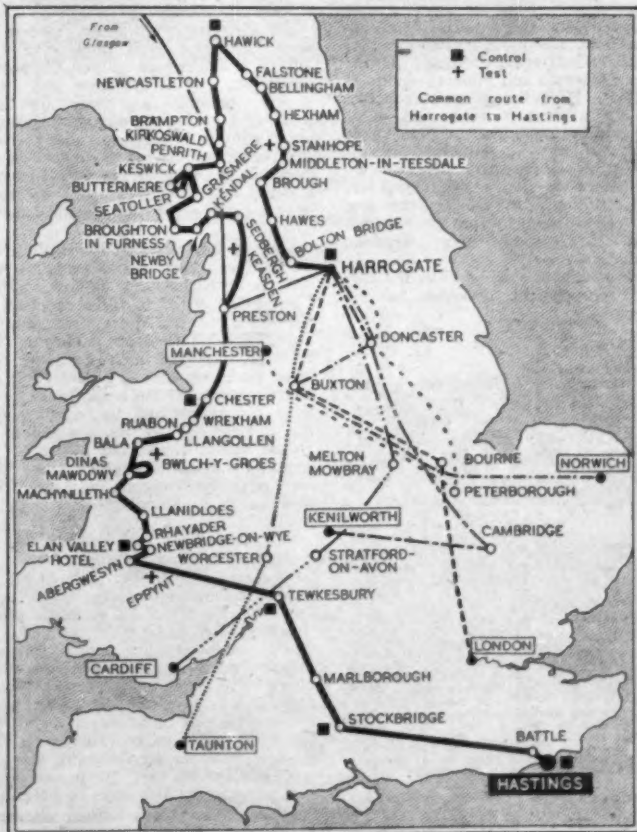 From
Glasgow
HAWICK
Control
Test
Common route from
Harrogate to Hastings
NEWCASTLETON
FALSTONE
BELLINGHAM
BRAMPTON
HEXHAM
KIRKOSWALD
PENRITH
STANHOPE
KESWICK
GRASMERE
MIDDLETON-IN-TEESDALE
BUTTERMERE
KENDAL
BROUGH
SEATOLLER
HAWES
BROUGHTON
IN FURNESS
BOLTON BRIDGE
NEWBY
BRIDGE
SEDBERGH
KEASDEN
HARROGATE
PRESTON
DONCASTER
MANCHESTER
BUXTON
CHESTER
RUABON
WREXHAM
BALA
LLANGOLLEN
MELTON
MOWBRAY
BOURNE
DINAS
MAWDDWY
BWLCH-Y-GROES
NORWICH
MACHYNLLETH
PETERBOROUGH
LLANIDLOES
KENILWORTH
RHAYADER
CAMBRIDGE
ELAN VALLEY
HOTEL
NEWBRIDGE-ON-WYE
WORCESTER
STRATFORD-
ON-AVON
ABERGWESYN
EPPYNT
TEWKESBURY
LONDON
CARDIFF
MARLBOROUGH
STOCKBRIDGE
TAUNTON
BATTLE
HASTINGS